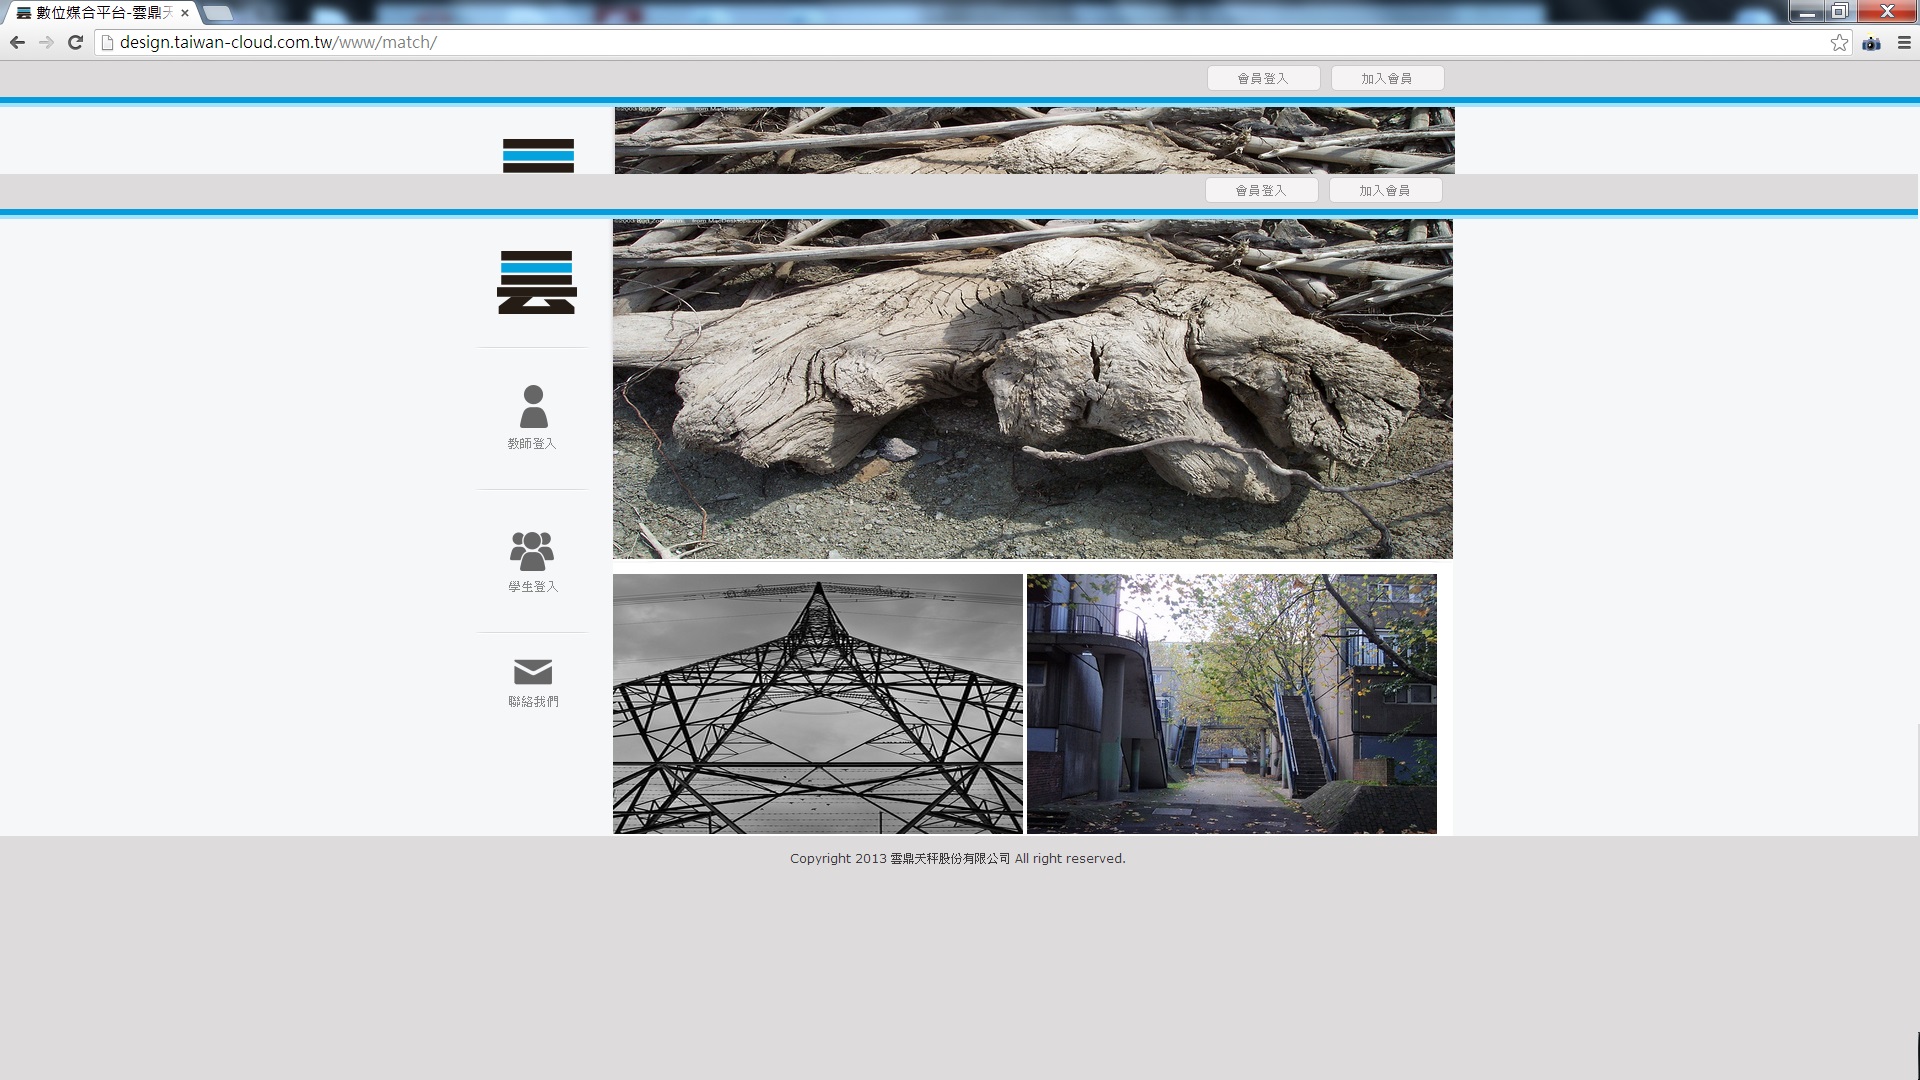 數位媒合平台-雲鼎天
design.taiwan-cloud.com.tw/www/match/
會員登入
加入會員
會員登入
加入會員
教師登入
學生登入
聯絡我們
Copyright 2013 雲鼎天秤股份有限公司 All right reserved.